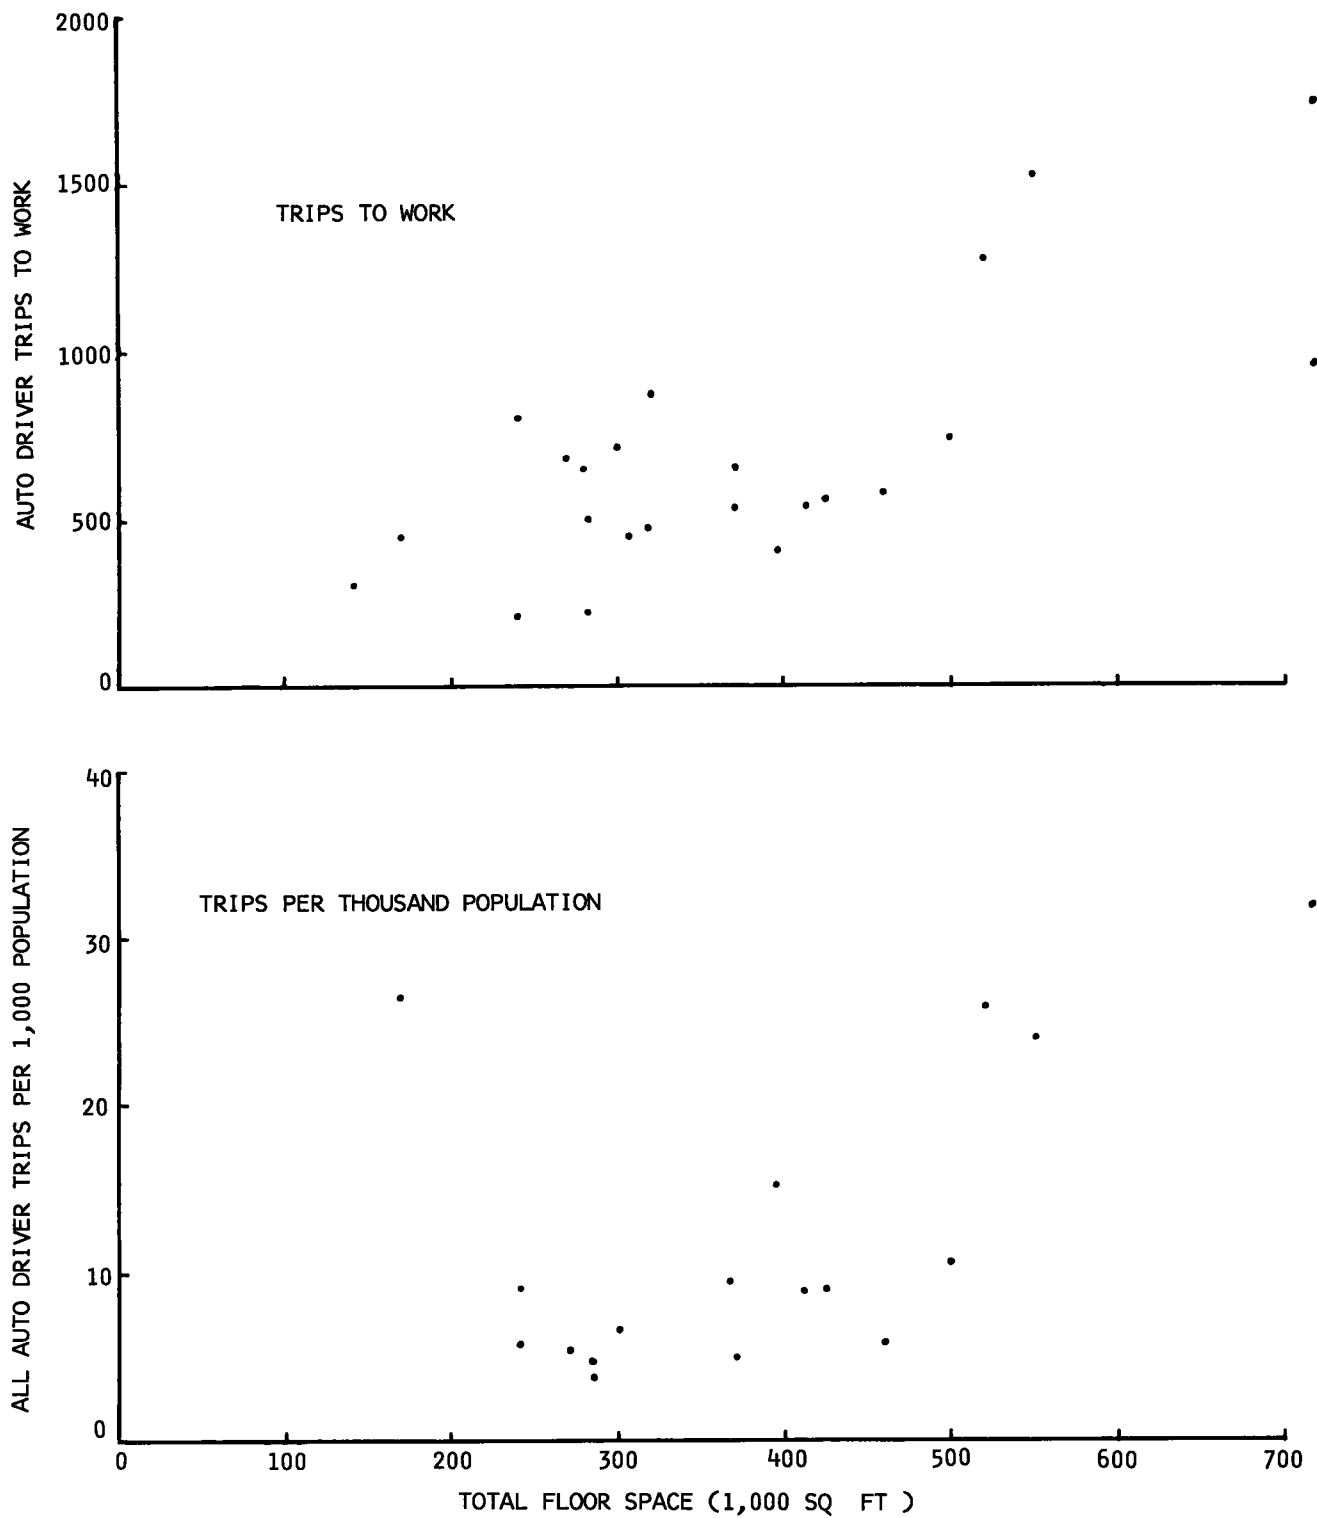 2000
1500
1000
500
0
AUTO DRIVER TRIPS TO WORK
TRIPS TO WORK
40
30
20
10
0
ALL AUTO DRIVER TRIPS PER 1,000 POPULATION
TRIPS PER THOUSAND POPULATION
0 100 200 300 400 500 600 700
TOTAL FLOOR SPACE (1,000 SQ FT )